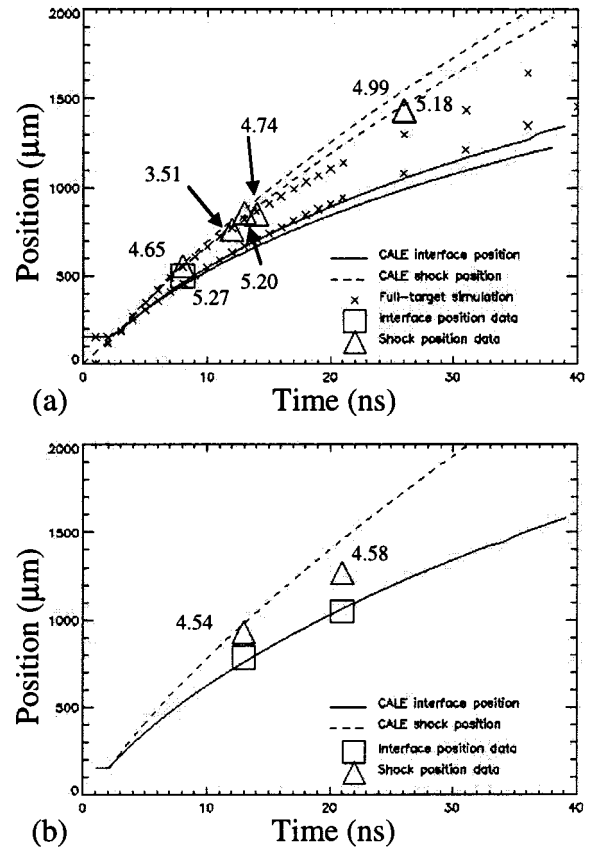 2000
1500
1000
500
0
Position (μm)
4.99
5.18
4.74
3.51
4.65
5.27
5.20
CALE interface position
CALE shock position
Full-target simulation
Interface position data
Shock position data
0 10 20 30 40
(a) Time (ns)
2000
1500
1000
500
0
Position (μm)
4.58
4.54
CALE interface position
CALE shock position
Interface position data
Shock position data
0 10 20 30 40
(b) Time (ns)